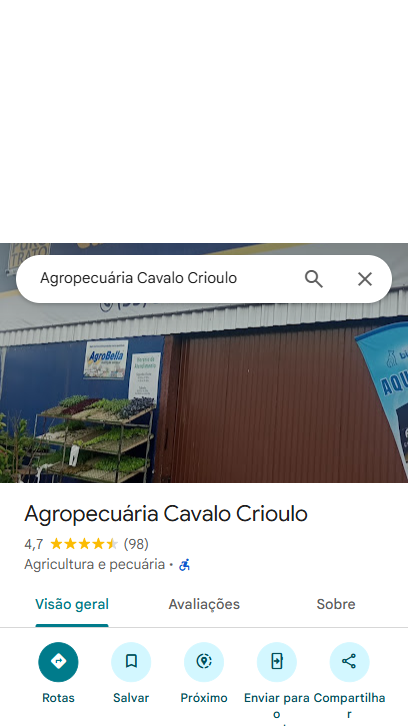 Agropecuária Cavalo Crioulo
AgroBella
AQUI
Agropecuária Cavalo Crioulo
4,7 (98)
Agricultura e pecuária ·
Visão geral Avaliações Sobre
Rotas Salvar Próximo Enviar para o Compartilhar